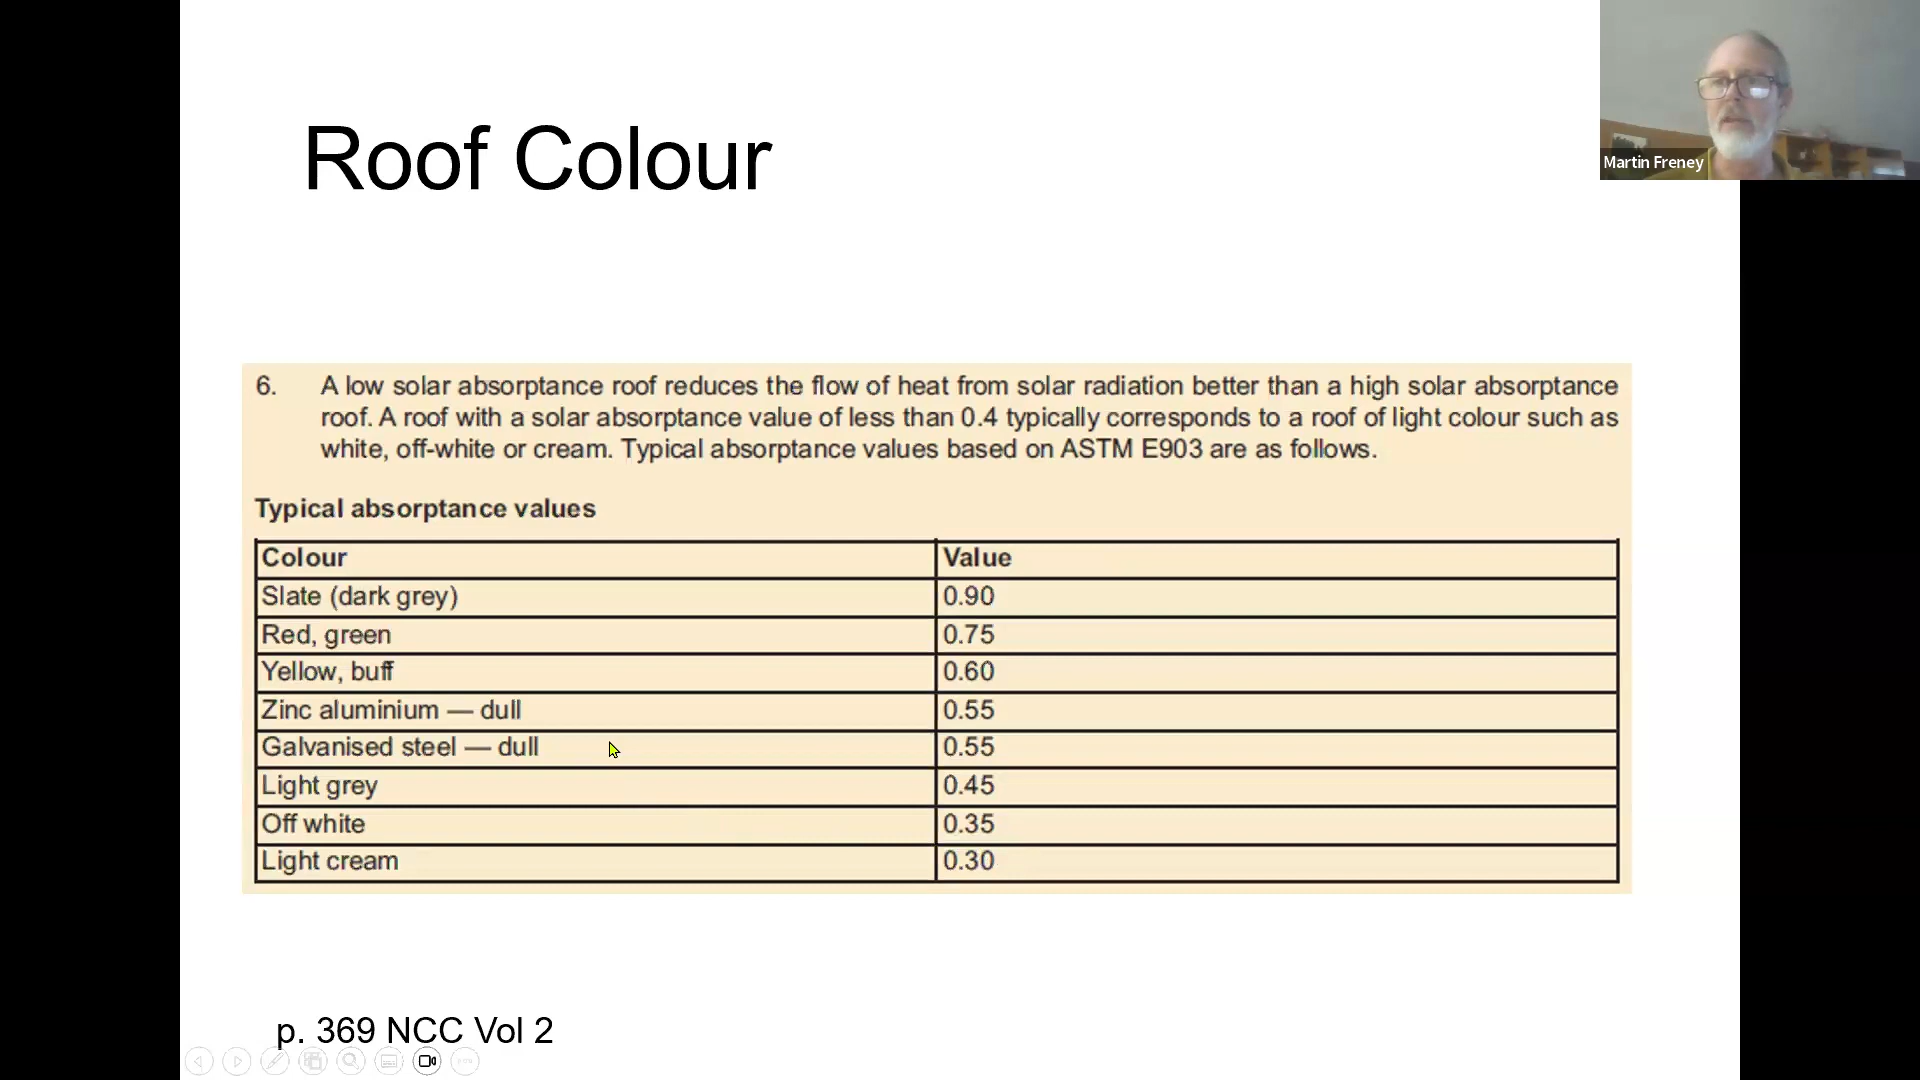 Roof Colour
Martin Freney
6. A low solar absorptance roof reduces the flow of heat from solar radiation better than a high solar absorptance
roof. A roof with a solar absorptance value of less than 0.4 typically corresponds to a roof of light colour such as
white, off-white or cream. Typical absorptance values based on ASTM E903 are as follows.
Typical absorptance values
Colour Value
Slate (dark grey) 0.90
Red, green 0.75
Yellow, buff 0.60
Zinc aluminium — dull 0.55
Galvanised steel — dull 0.55
Light grey 0.45
Off white 0.35
Light cream 0.30
p. 369 NCC Vol 2